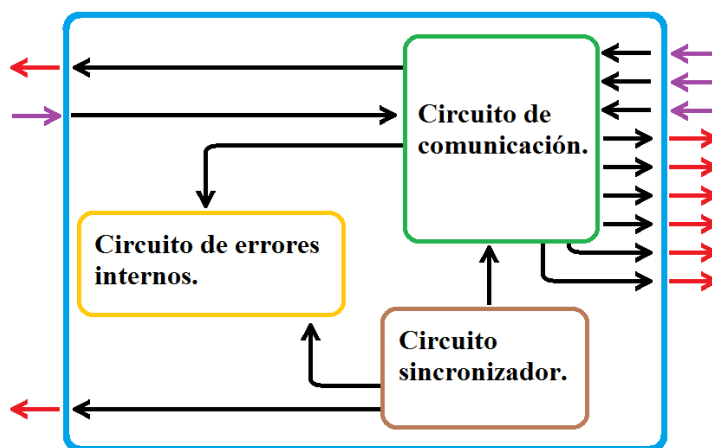 Circuito de
comunicación.
Circuito de errores
internos.
Circuito
sincronizador.